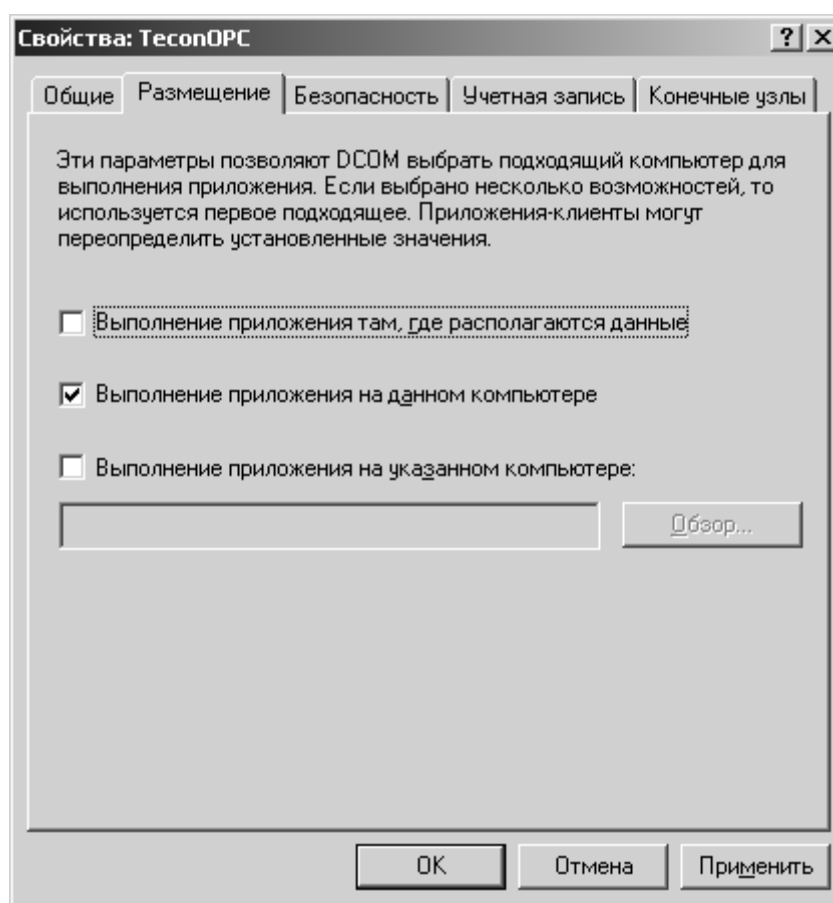 Свойства: TeconOPC
Общие Размещение Безопасность Учетная запись Конечные узлы
Эти параметры позволяют DCOM выбрать подходящий компьютер для
выполнения приложения. Если выбрано несколько возможностей, то
используется первое подходящее. Приложения-клиенты могут
переопределить установленные значения.
Выполнение приложения там, где располагаются данные
Выполнение приложения на данном компьютере
Выполнение приложения на указанном компьютере:
Обзор...
OK Отмена Применить